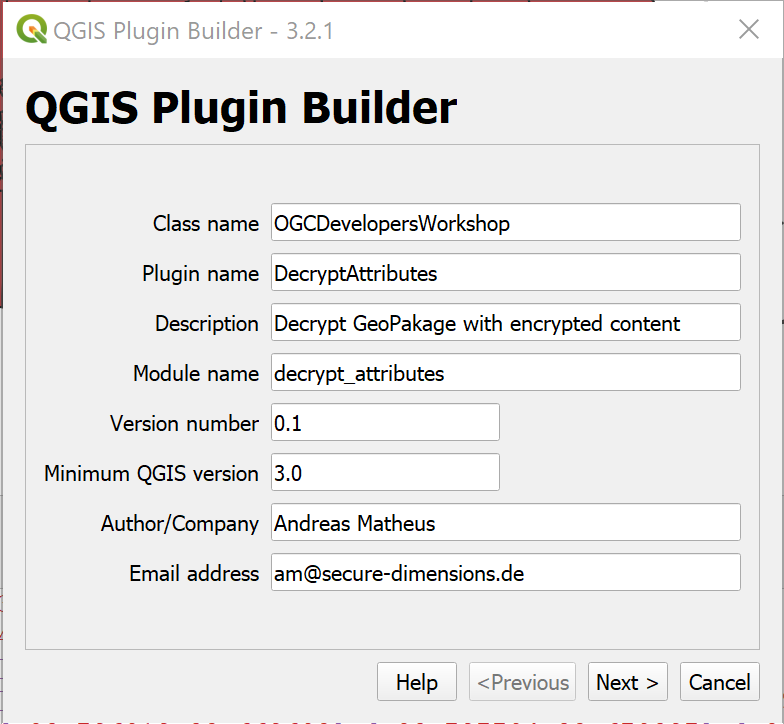 QGIS Plugin Builder - 3.2.1
QGIS Plugin Builder
Class name OGCDevelopersWorkshop
Plugin name DecryptAttributes
Description Decrypt GeoPakage with encrypted content
Module name decrypt_attributes
Version number 0.1
Minimum QGIS version 3.0
Author/Company Andreas Matheus
Email address am@secure-dimensions.de
Help <Previous Next > Cancel